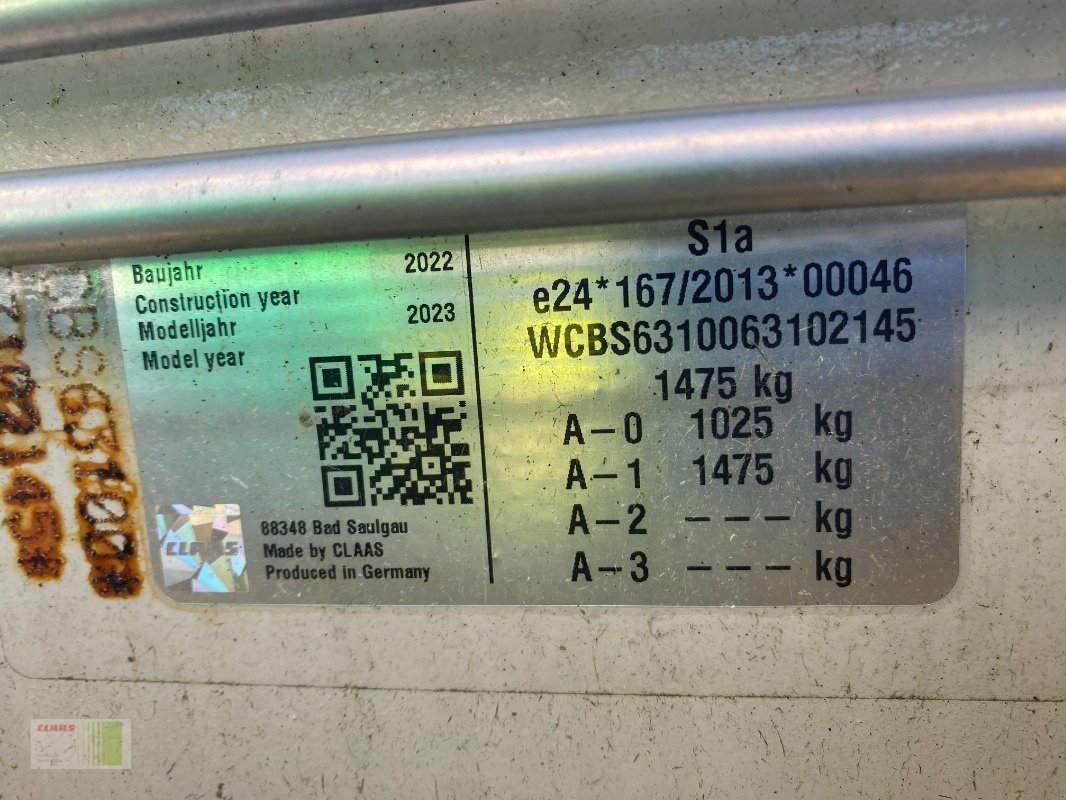 Baujahr 2022
Construction year
Modelljahr 2023
Model year
CLAAS
88348 Bad Saulgau
Made by CLAAS
Produced in Germany
S1a
e24*167/2013*00046
WCBS6310063102145
1475 kg
A-0 1025 kg
A-1 1475 kg
A-2 --- kg
A-3 --- kg
CLAAS